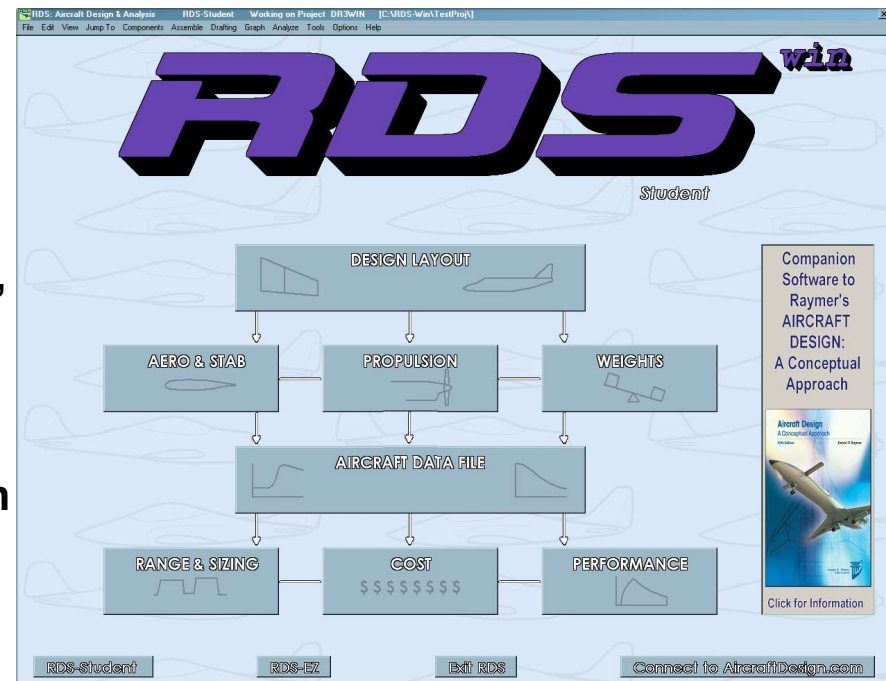 RDS: Aircraft Design & Analysis RDS-Student Working on Project DR3WIN [C:\RDS-Win\TestProj\]
File Edit View Jump To Components Assemble Drafting Graph Analyze Tools Options Help
RDS win
Student
,
DESIGN LAYOUT
AERO & STAB PROPULSION WEIGHTS
n
AIRCRAFT DATA FILE
RANGE & SIZING COST PERFORMANCE
$ $ $ $ $ $ $ $
Companion
Software to
Raymer's
AIRCRAFT
DESIGN:
A Conceptual
Approach
Aircraft Design
A Conceptual Approach
Click for Information
RDS-Student RDS-EZ Exit RDS Connect to AircraftDesign.com